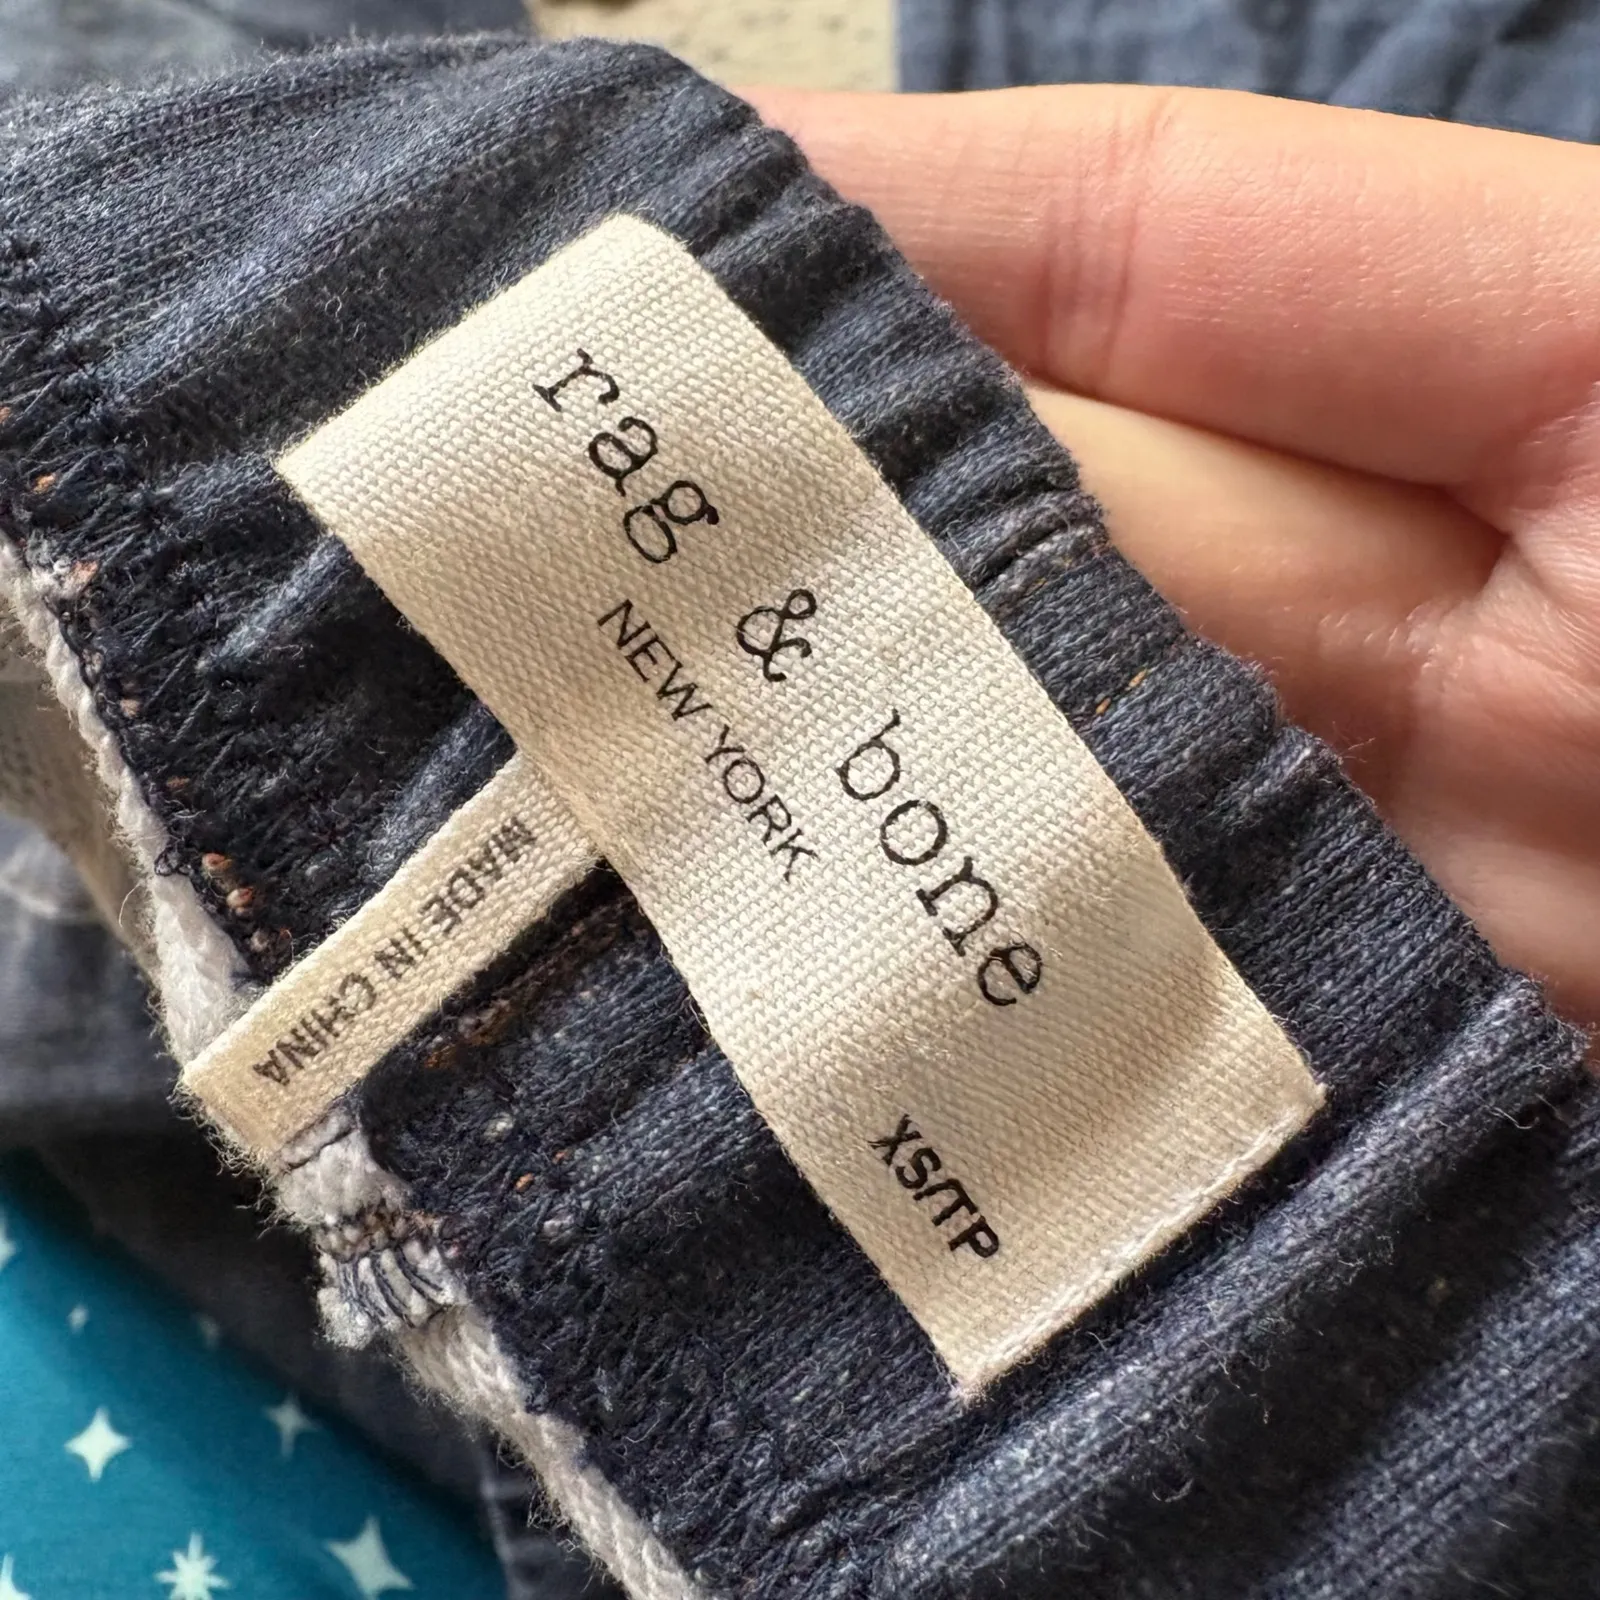 rag & bone
NEW YORK
XS/TP
MADE IN CHINA